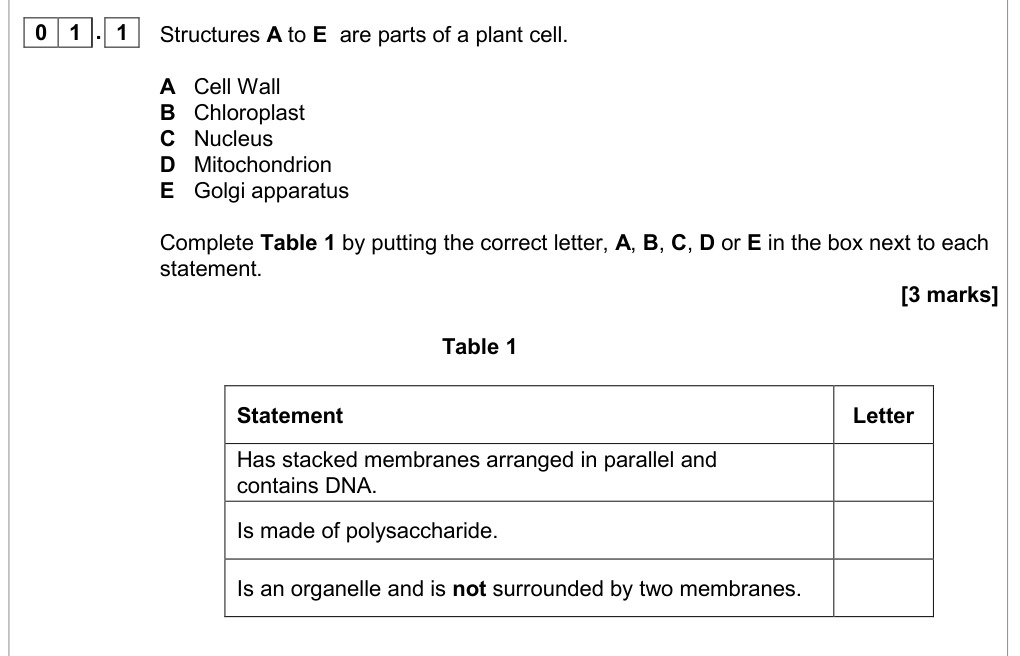 0 1 . 1 Structures A to E are parts of a plant cell.
A Cell Wall
B Chloroplast
C Nucleus
D Mitochondrion
E Golgi apparatus
Complete Table 1 by putting the correct letter, A, B, C, D or E in the box next to each
statement.
[3 marks]
Table 1
Statement Letter
Has stacked membranes arranged in parallel and
contains DNA.
Is made of polysaccharide.
Is an organelle and is not surrounded by two membranes.